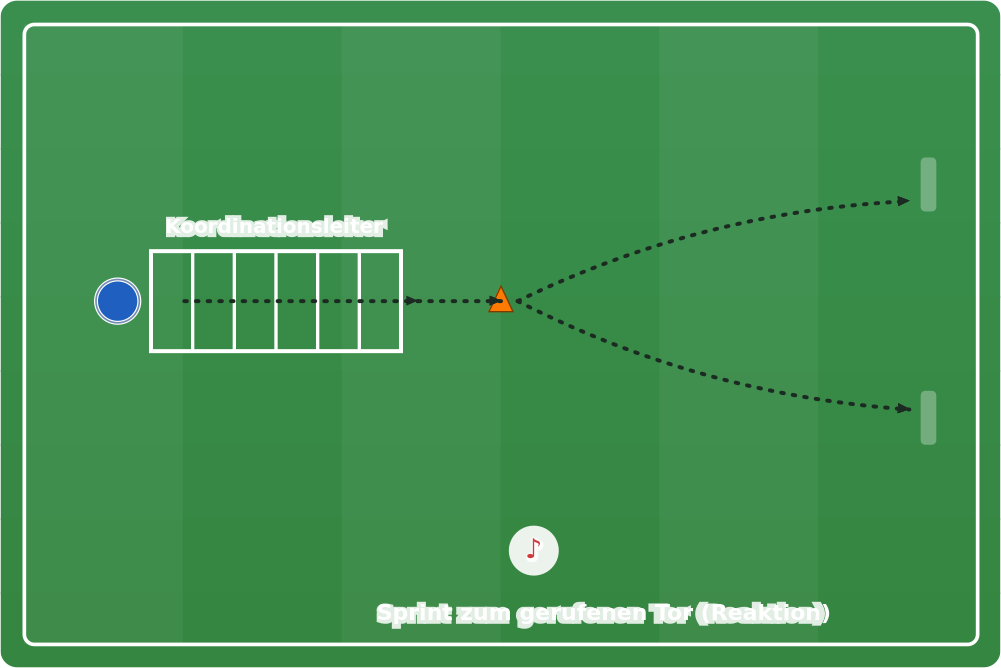 Koordinationsleiter
♪
Sprint zum gerufenen Tor (Reaktion)